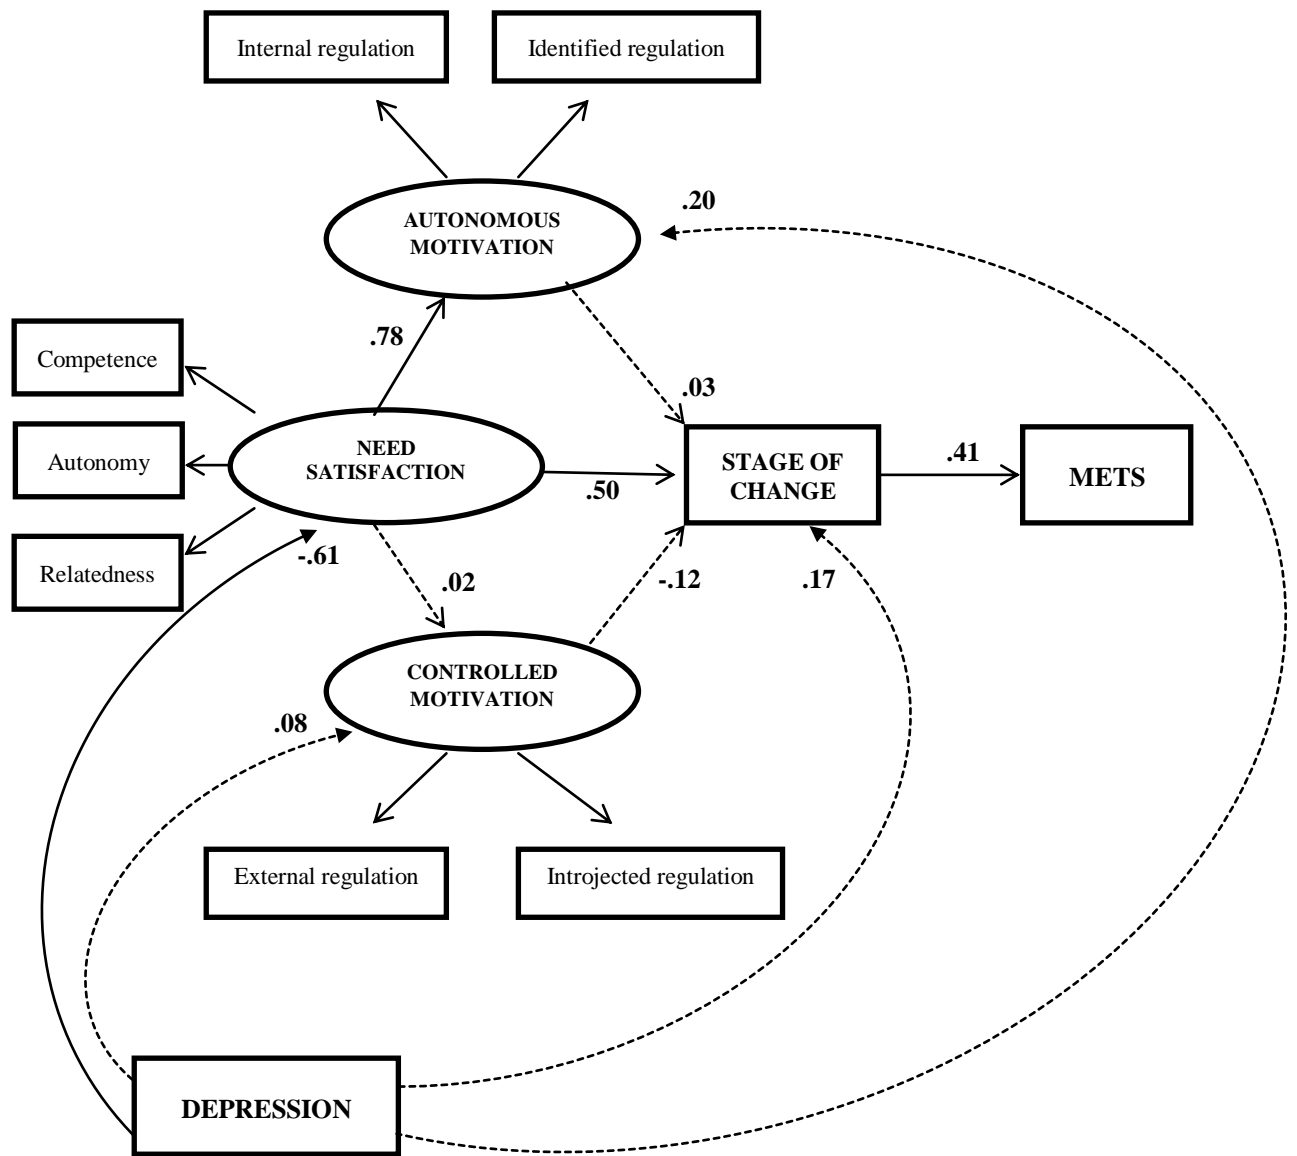 Internal regulation
Identified regulation
AUTONOMOUS
MOTIVATION
.20
.78
Competence
.03
Autonomy
NEED
SATISFACTION
.50
STAGE OF
CHANGE
.41
METS
Relatedness
-.61
.02
-.12
.17
CONTROLLED
MOTIVATION
.08
External regulation
Introjected regulation
DEPRESSION